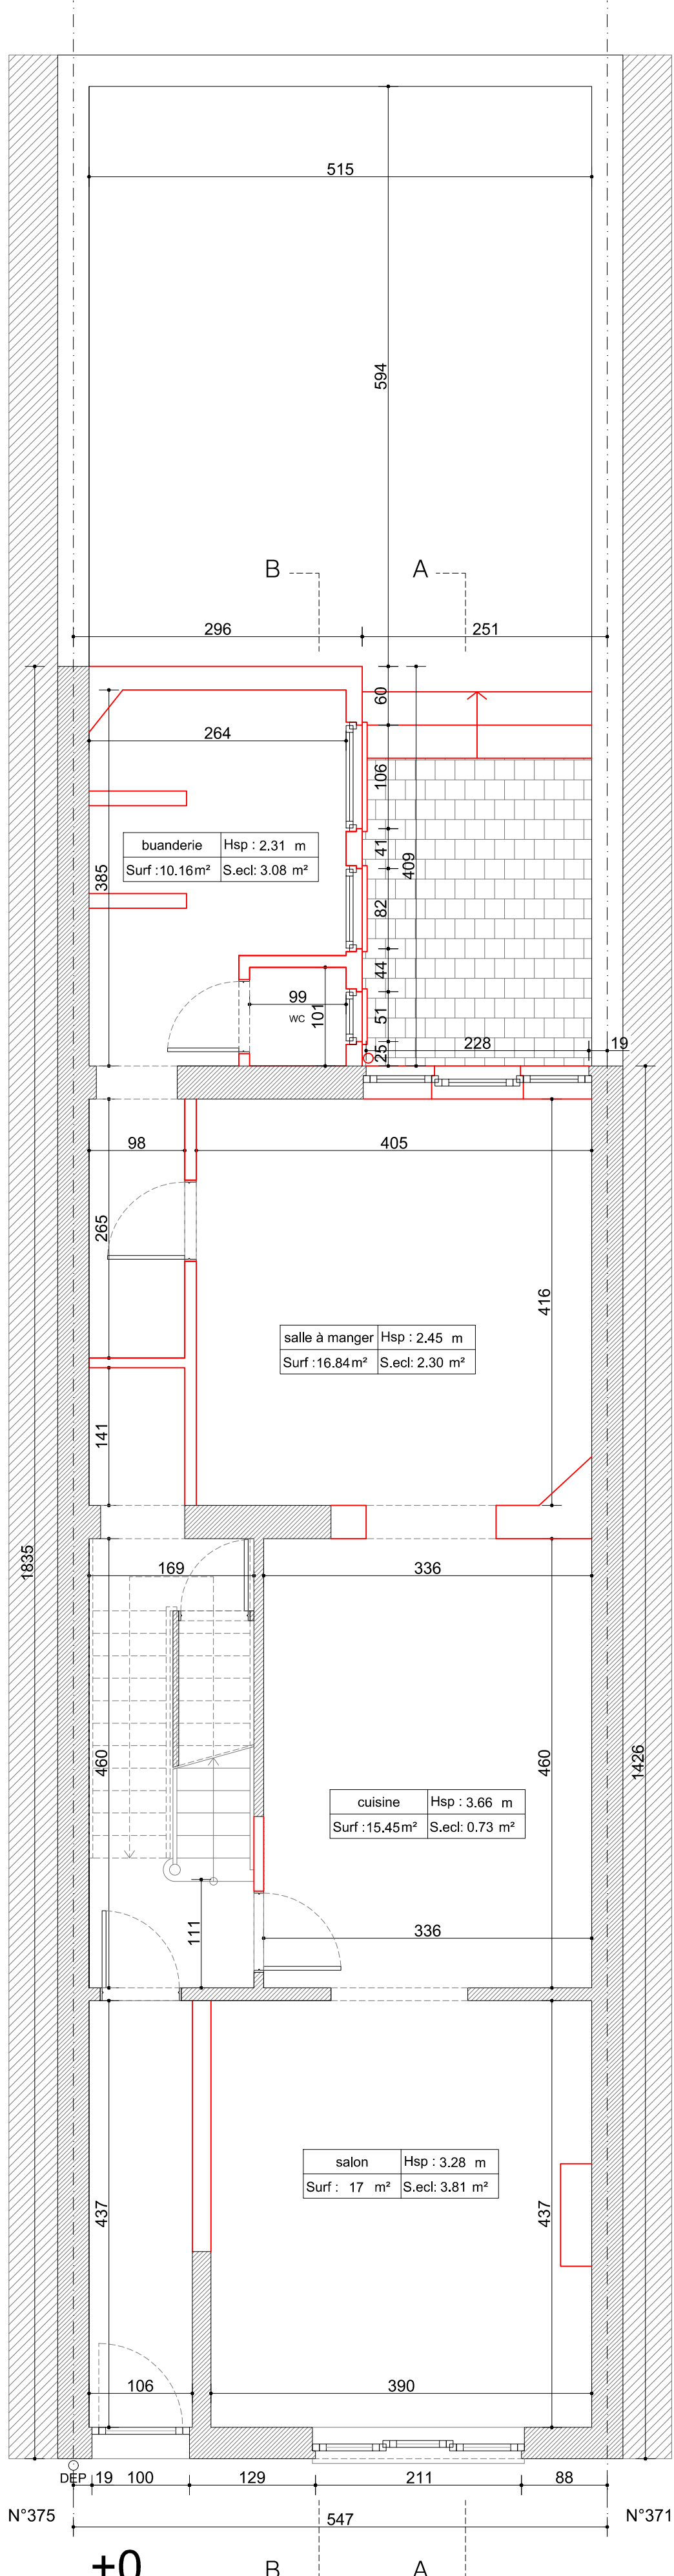 515
594
B
A
296
251
60
264
106
buanderie
Hsp : 2.31 m
Surf :10.16m²
S.ecl: 3.08 m²
41
409
385
82
44
99
WC
101
51
25
228
19
98
405
265
416
salle à manger
Hsp : 2.45 m
Surf :16.84m²
S.ecl: 2.30 m²
141
1835
169
336
460
460
1426
cuisine
Hsp : 3.66 m
Surf :15.45m²
S.ecl: 0.73 m²
111
336
salon
Hsp : 3.28 m
Surf : 17 m²
S.ecl: 3.81 m²
437
437
106
390
DEP
19
100
129
211
88
N°375
N°371
547
+0
B
A